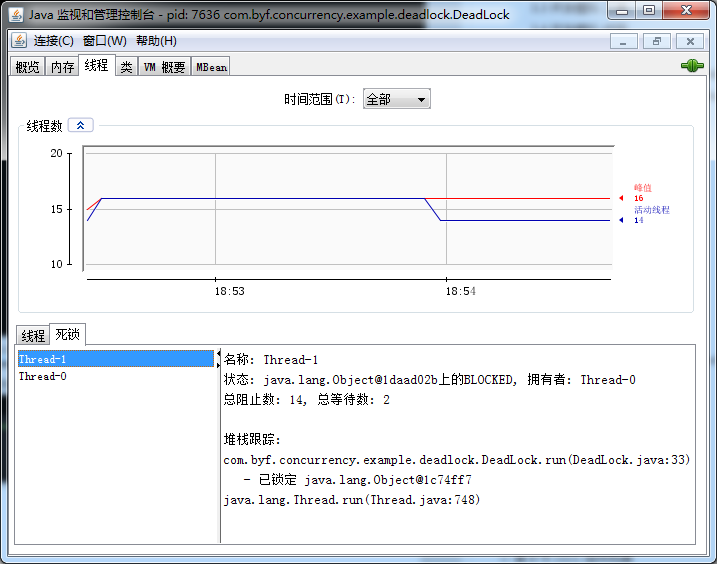 Java 监视和管理控制台 - pid: 7636 com.byf.concurrency.example.deadlock.DeadLock
连接(C) 窗口(W) 帮助(H)
概览 内存 线程 类 VM 概要 MBean
时间范围(T): 全部
线程数
20
15
10
峰值
16
活动线程
14
18:53
18:54
线程 死锁
Thread-1
Thread-0
名称: Thread-1
状态: java.lang.Object@1daad02b上的BLOCKED, 拥有者: Thread-0
总阻止数: 14, 总等待数: 2
堆栈跟踪:
com.byf.concurrency.example.deadlock.DeadLock.run(DeadLock.java:33)
- 已锁定 java.lang.Object@1c74ff7
java.lang.Thread.run(Thread.java:748)